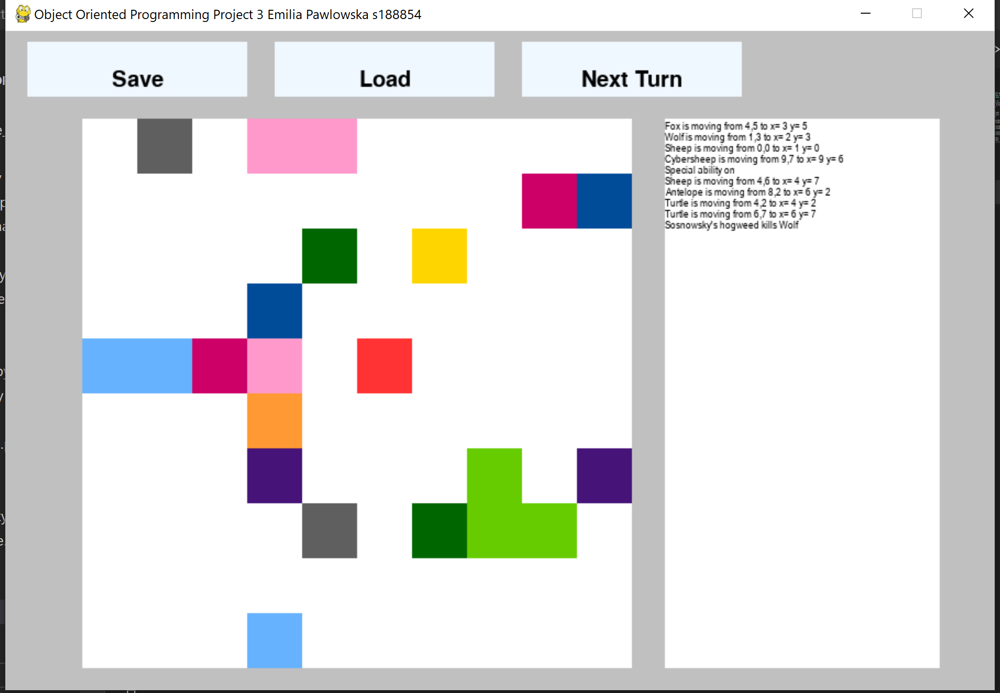 Object Oriented Programming Project 3 Emilia Pawlowska s188854
Save
Load
Next Turn
Fox is moving from 4,5 to x= 3 y= 5
Wolf is moving from 1,3 to x= 2 y= 3
Sheep is moving from 0,0 to x= 1 y= 0
Cybersheep is moving from 9,7 to x= 9 y= 6
Special ability on
Sheep is moving from 4,6 to x= 4 y= 7
Antelope is moving from 8,2 to x= 6 y= 2
Turtle is moving from 4,2 to x= 4 y= 2
Turtle is moving from 6,7 to x= 6 y= 7
Sosnowsky's hogweed kills Wolf